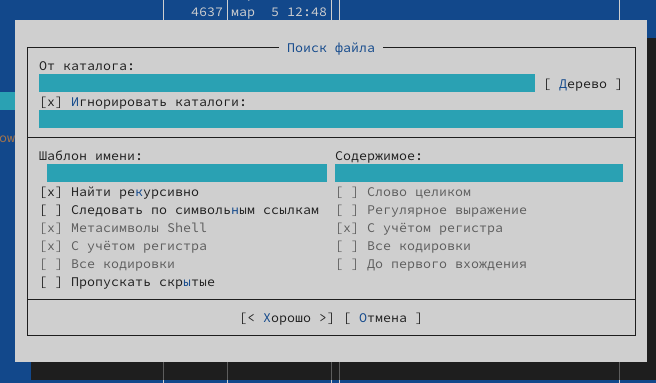 4637 мар  5 12:48
Поиск файла
От каталога:
[ Дерево ]
[x] Игнорировать каталоги:
Шаблон имени: Содержимое:
[x] Найти рекурсивно [ ] Слово целиком
[ ] Следовать по символьным ссылкам [ ] Регулярное выражение
[x] Метасимволы Shell [x] С учётом регистра
[x] С учётом регистра [ ] Все кодировки
[ ] Все кодировки [ ] До первого вхождения
[ ] Пропускать скрытые
[< Хорошо >] [ Отмена ]